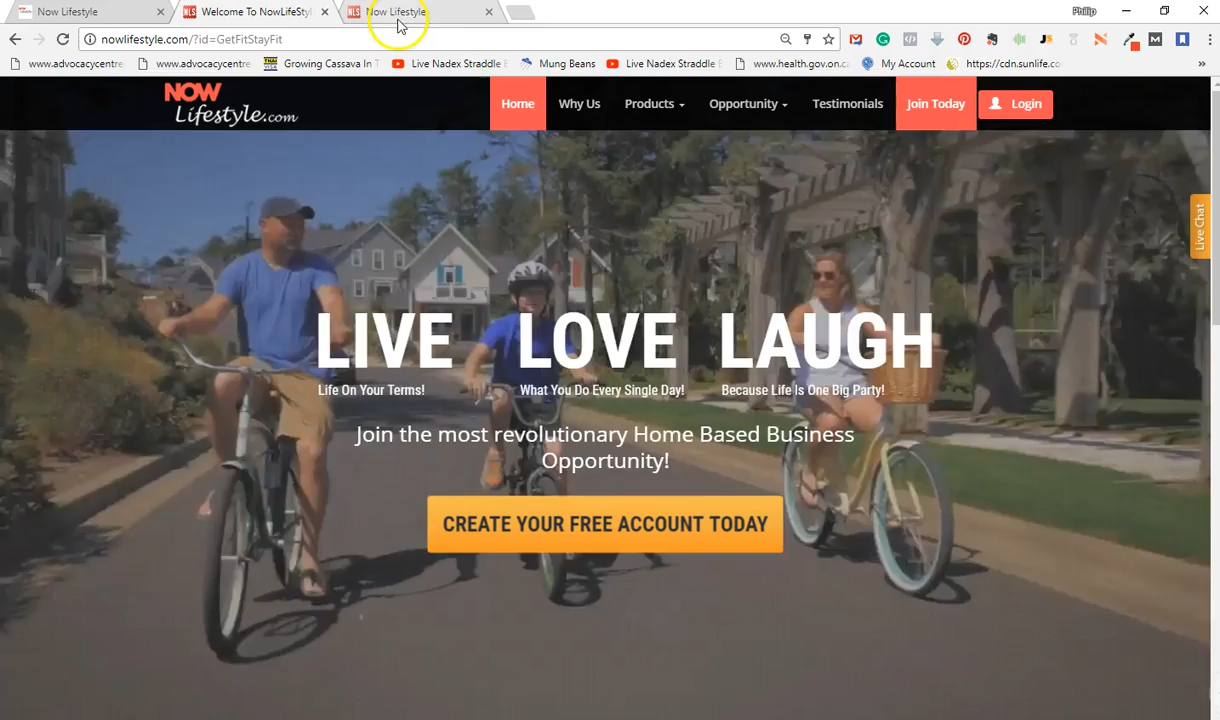 Now Lifestyle
Welcome To NowLifeStyl
Now Lifestyle
Philip
nowlifestyle.com/?id=GetFitStayFit
www.advocacycentre
www.advocacycentre
Growing Cassava In T
Live Nadex Straddle
Mung Beans
Live Nadex Straddle
www.health.gov.on.c
My Account
https://cdn.sunlife.co
NOW
Lifestyle.com
Home
Why Us
Products
Opportunity
Testimonials
Join Today
Login
Live Chat
LIVE LOVE LAUGH
Life On Your Terms! What You Do Every Single Day! Because Life Is One Big Party!
Join the most revolutionary Home Based Business
Opportunity!
CREATE YOUR FREE ACCOUNT TODAY